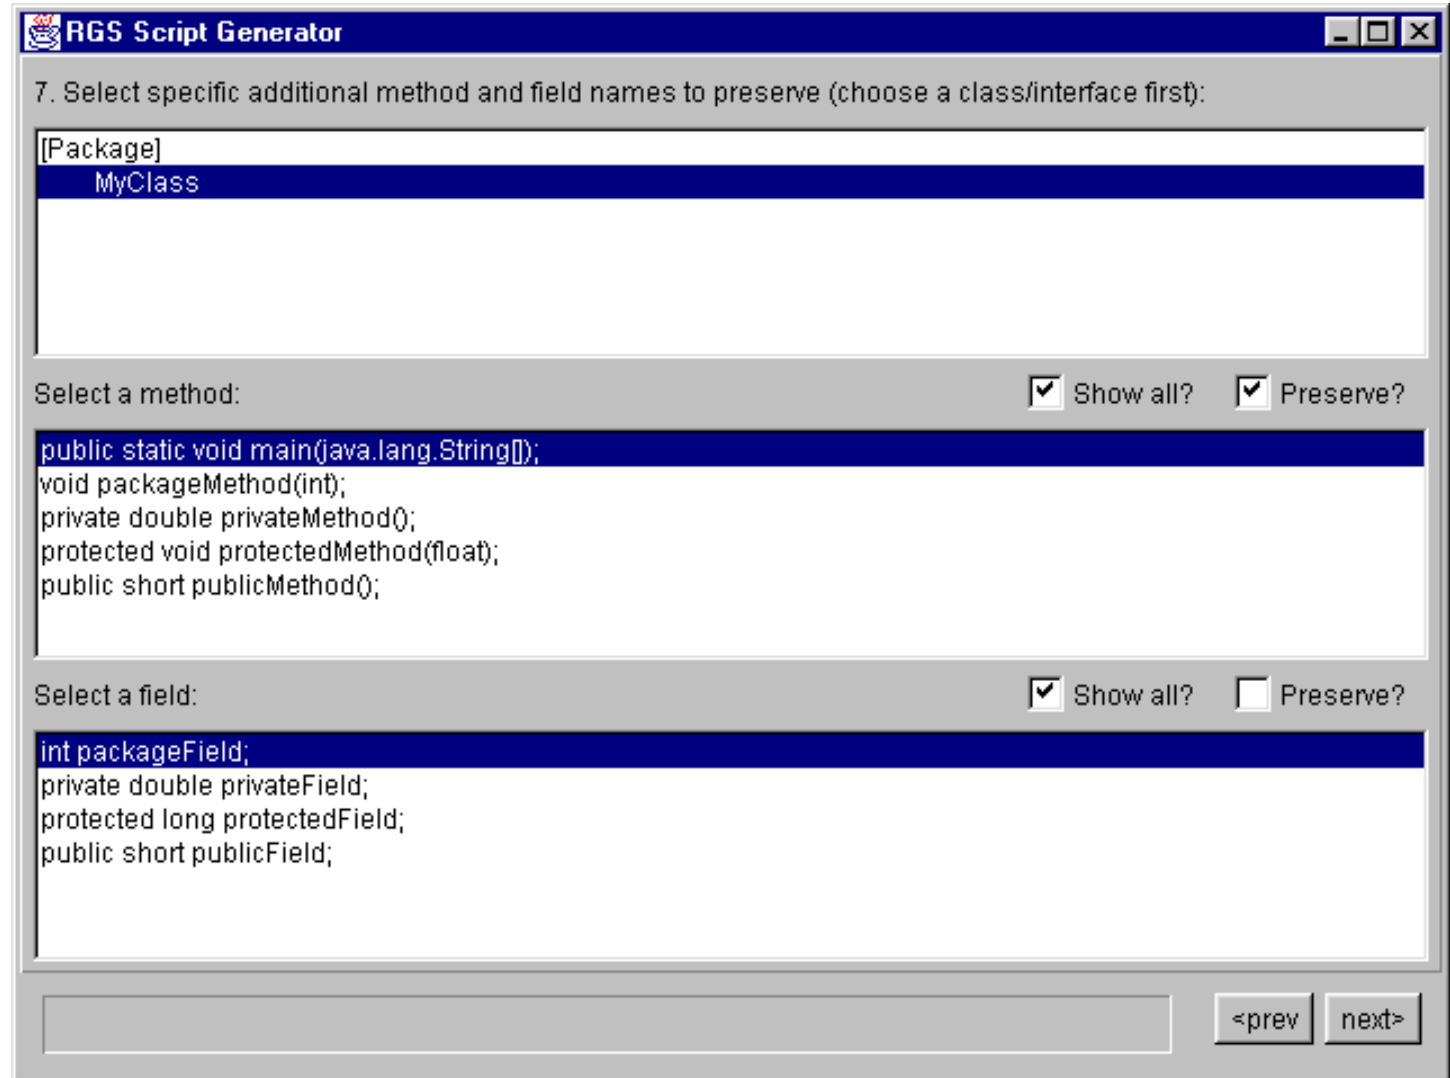 RGS Script Generator
7. Select specific additional method and field names to preserve (choose a class/interface first):
[Package]
MyClass
Select a method:
Show all?
Preserve?
public static void main(java.lang.String[]);
void packageMethod(int);
private double privateMethod();
protected void protectedMethod(float);
public short publicMethod();
Select a field:
Show all?
Preserve?
int packageField;
private double privateField;
protected long protectedField;
public short publicField;
<prev
next>